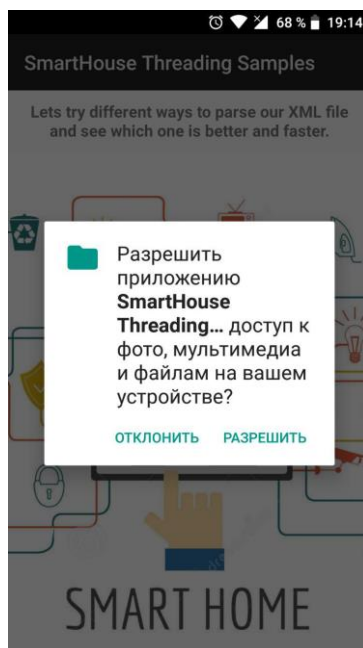 68 % 19:14
SmartHouse Threading Samples
Lets try different ways to parse our XML file
and see which one is better and faster.
Разрешить
приложению
SmartHouse
Threading… доступ к
фото, мультимедиа
и файлам на вашем
устройстве?
ОТКЛОНИТЬ РАЗРЕШИТЬ
SMART HOME